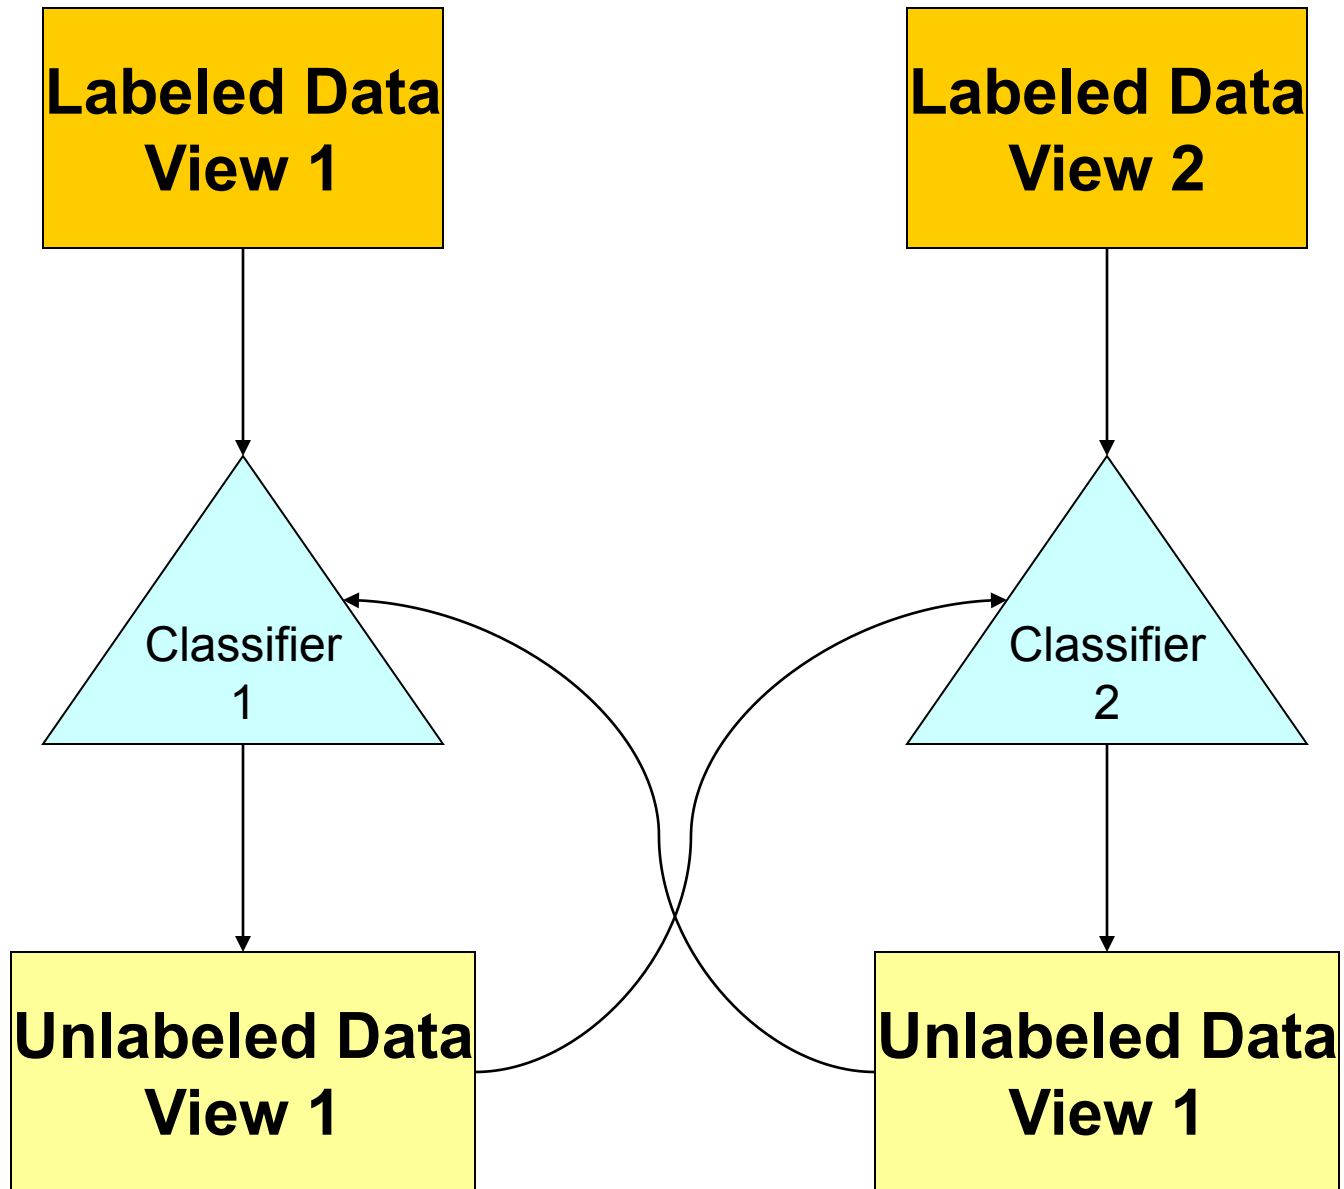 Labeled Data
View 1
Labeled Data
View 2
Classifier
1
Classifier
2
Unlabeled Data
View 1
Unlabeled Data
View 1